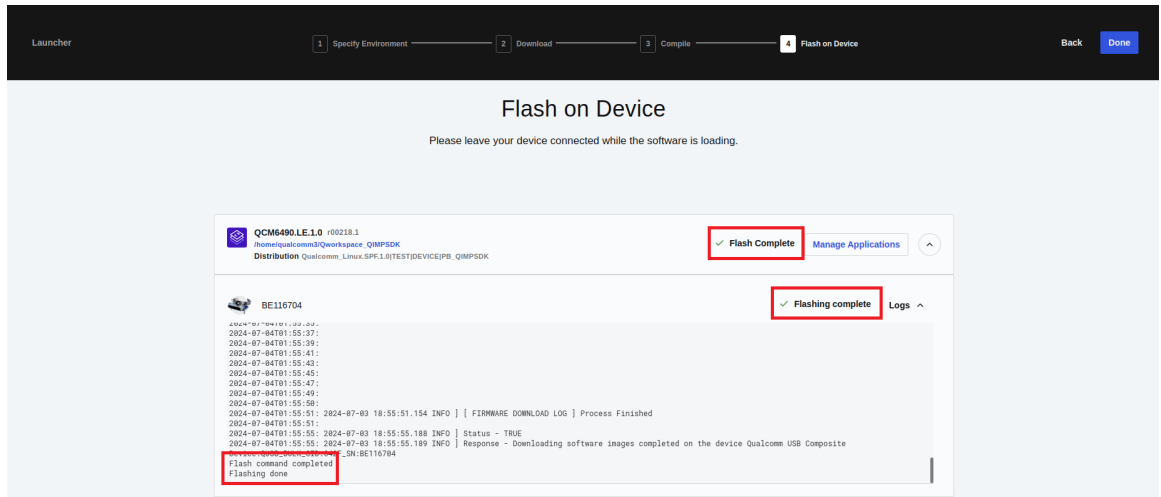 Launcher
1 Specify Environment
2 Download
3 Compile
4 Flash on Device
Back
Done
Flash on Device
Please leave your device connected while the software is loading.
QCM6490.LE.1.0 r00218.1
/home/qualcomm3/Qworkspace_QIMPSDK
Distribution Qualcomm_Linux.SPF.1.0|TEST|DEVICE|PB_QIMPSDK
Flash Complete
Manage Applications
BE116704
Flashing complete
Logs
2024-07-04T01:55:35:
2024-07-04T01:55:37:
2024-07-04T01:55:39:
2024-07-04T01:55:41:
2024-07-04T01:55:43:
2024-07-04T01:55:45:
2024-07-04T01:55:47:
2024-07-04T01:55:49:
2024-07-04T01:55:50:
2024-07-04T01:55:51: 2024-07-03 18:55:51.154 INFO ] [ FIRMWARE DOWNLOAD LOG ] Process Finished
2024-07-04T01:55:51:
2024-07-04T01:55:55: 2024-07-03 18:55:55.188 INFO ] Status - TRUE
2024-07-04T01:55:55: 2024-07-03 18:55:55.189 INFO ] Response - Downloading software images completed on the device Qualcomm USB Composite
Flash command completed
Flashing done